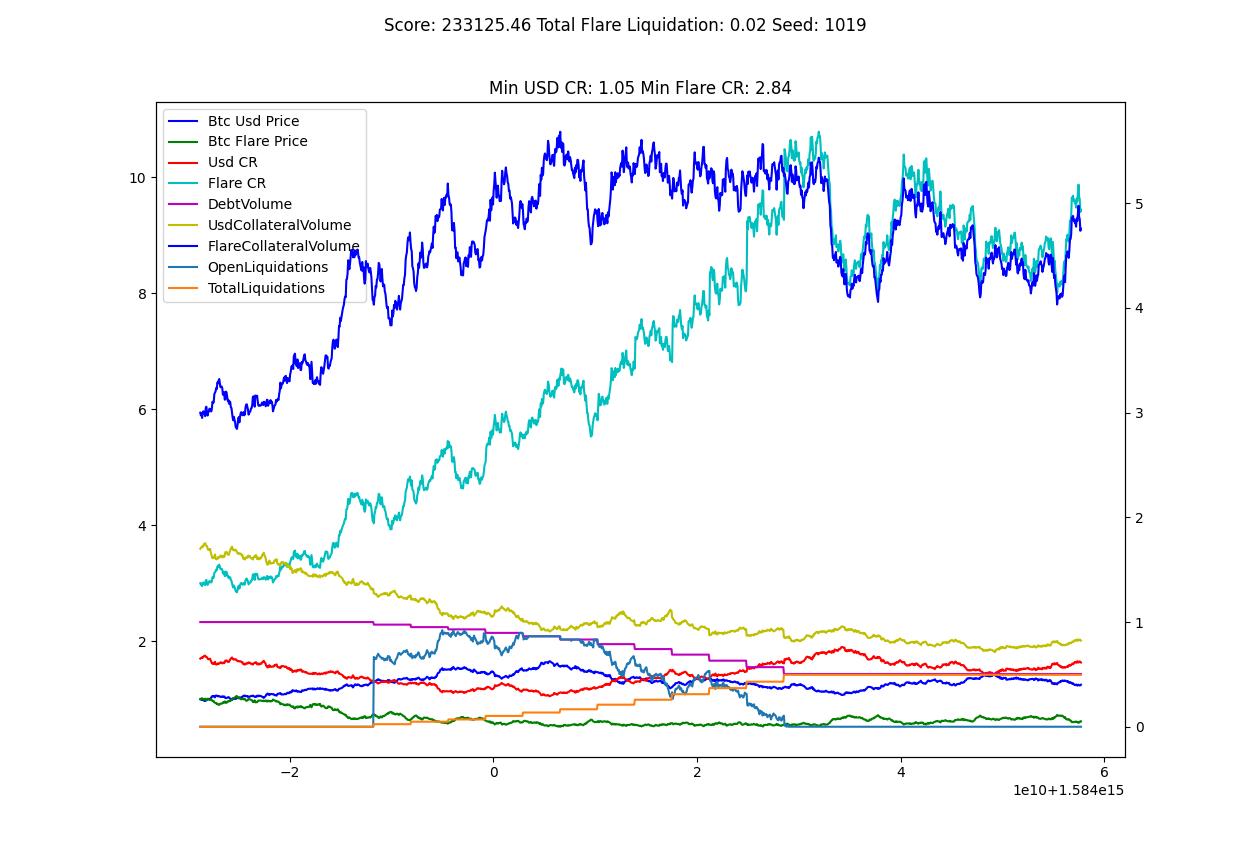 Score: 233125.46 Total Flare Liquidation: 0.02 Seed: 1019
Min USD CR: 1.05 Min Flare CR: 2.84
Btc Usd Price
Btc Flare Price
Usd CR
Flare CR
DebtVolume
UsdCollateralVolume
FlareCollateralVolume
OpenLiquidations
TotalLiquidations
10
8
6
4
2
5
4
3
2
1
0
−2
0
2
4
6
1e10+1.584e15